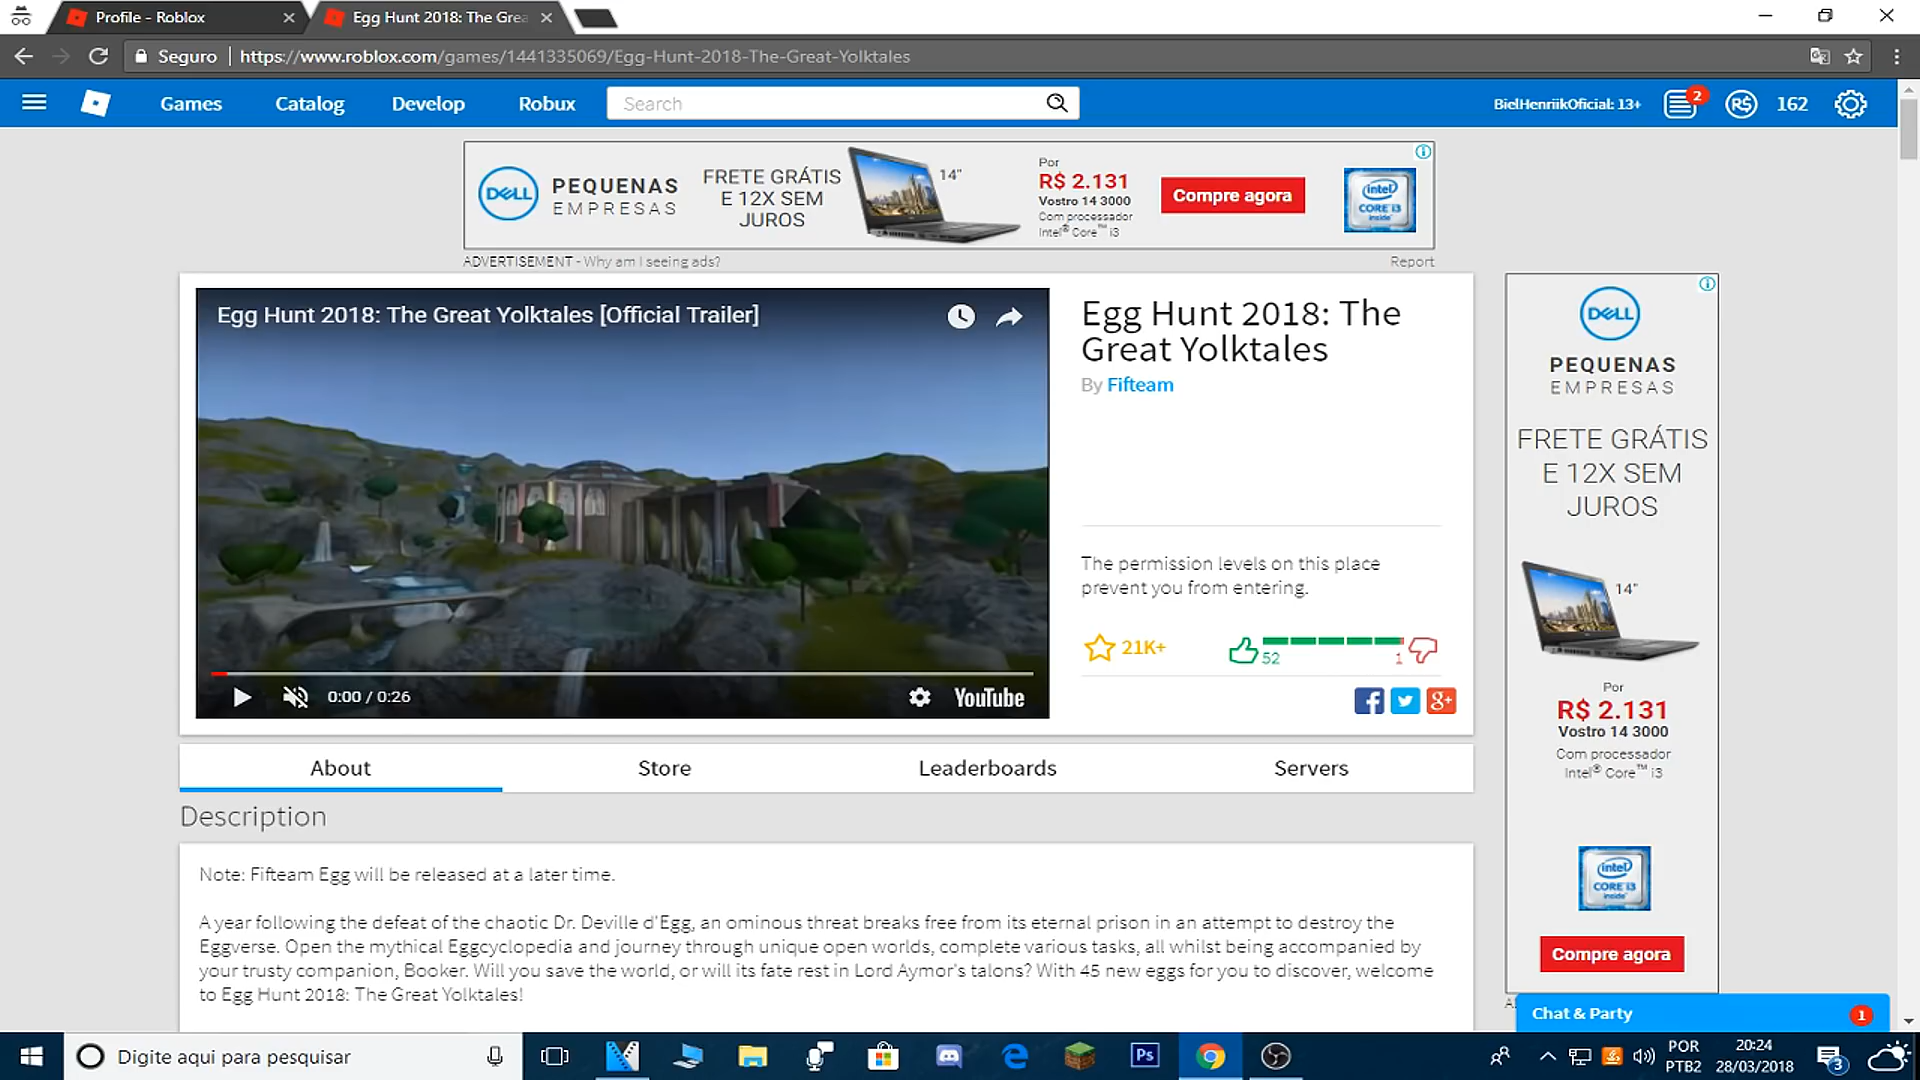 Profile - Roblox
Egg Hunt 2018: The Grea
Seguro
https://www.roblox.com/games/1441335069/Egg-Hunt-2018-The-Great-Yolktales
Games
Catalog
Develop
Robux
Search
BielHenriikOficial: 13+
2
R$
162
DELL
PEQUENAS
EMPRESAS
FRETE GRÁTIS
E 12X SEM
JUROS
14"
Por
R$ 2.131
Vostro 14 3000
Com processador
Intel® Core™ i3
Compre agora
intel
CORE i3
inside™
ADVERTISEMENT - Why am I seeing ads?
Report
Egg Hunt 2018: The Great Yolktales [Official Trailer]
0:00 / 0:26
YouTube
Egg Hunt 2018: The
Great Yolktales
By Fifteam
The permission levels on this place
prevent you from entering.
21K+
52
1
DELL
PEQUENAS
EMPRESAS
FRETE GRÁTIS
E 12X SEM
JUROS
14"
Por
R$ 2.131
Vostro 14 3000
Com processador
Intel® Core™ i3
intel
CORE i3
inside™
Compre agora
About
Store
Leaderboards
Servers
Description
Note: Fifteam Egg will be released at a later time.
A year following the defeat of the chaotic Dr. Deville d'Egg, an ominous threat breaks free from its eternal prison in an attempt to destroy the
Eggverse. Open the mythical Eggcyclopedia and journey through unique open worlds, complete various tasks, all whilst being accompanied by
your trusty companion, Booker. Will you save the world, or will its fate rest in Lord Aymor's talons? With 45 new eggs for you to discover, welcome
to Egg Hunt 2018: The Great Yolktales!
Chat & Party
1
Digite aqui para pesquisar
Ps
POR
PTB2
20:24
28/03/2018
3